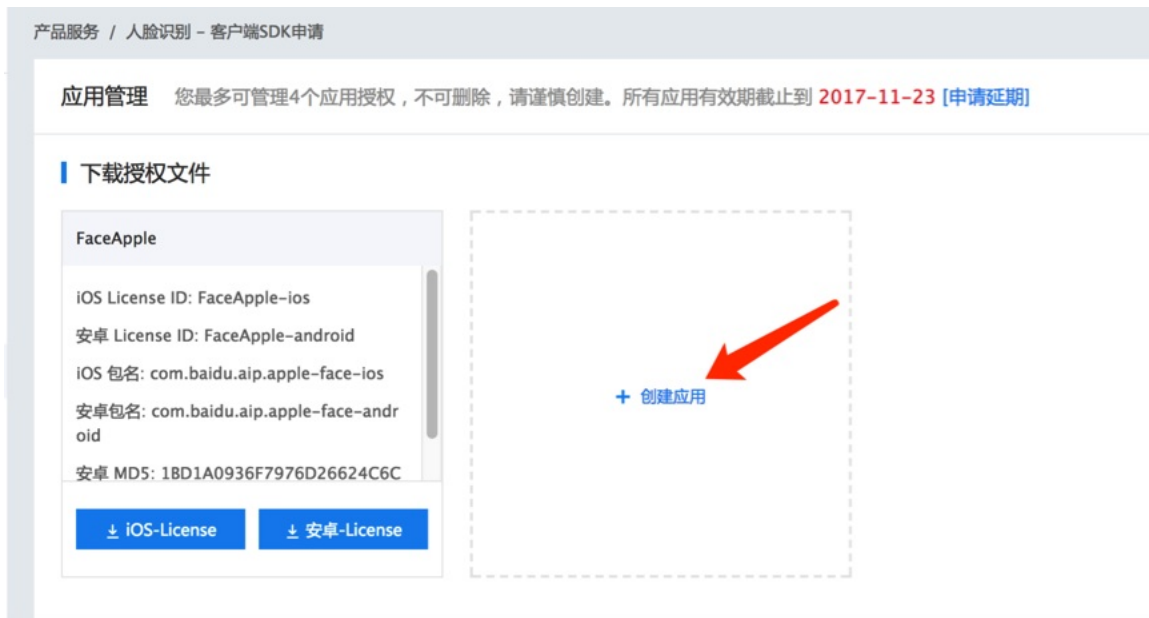 产品服务 / 人脸识别 – 客户端SDK申请
应用管理 您最多可管理4个应用授权，不可删除，请谨慎创建。所有应用有效期截止到 2017-11-23 [申请延期]
下载授权文件
FaceApple
iOS License ID: FaceApple-ios
安卓 License ID: FaceApple-android
iOS 包名: com.baidu.aip.apple-face-ios
安卓包名: com.baidu.aip.apple-face-andr
oid
安卓 MD5: 1BD1A0936F7976D26624C6C
iOS-License 安卓-License
+ 创建应用